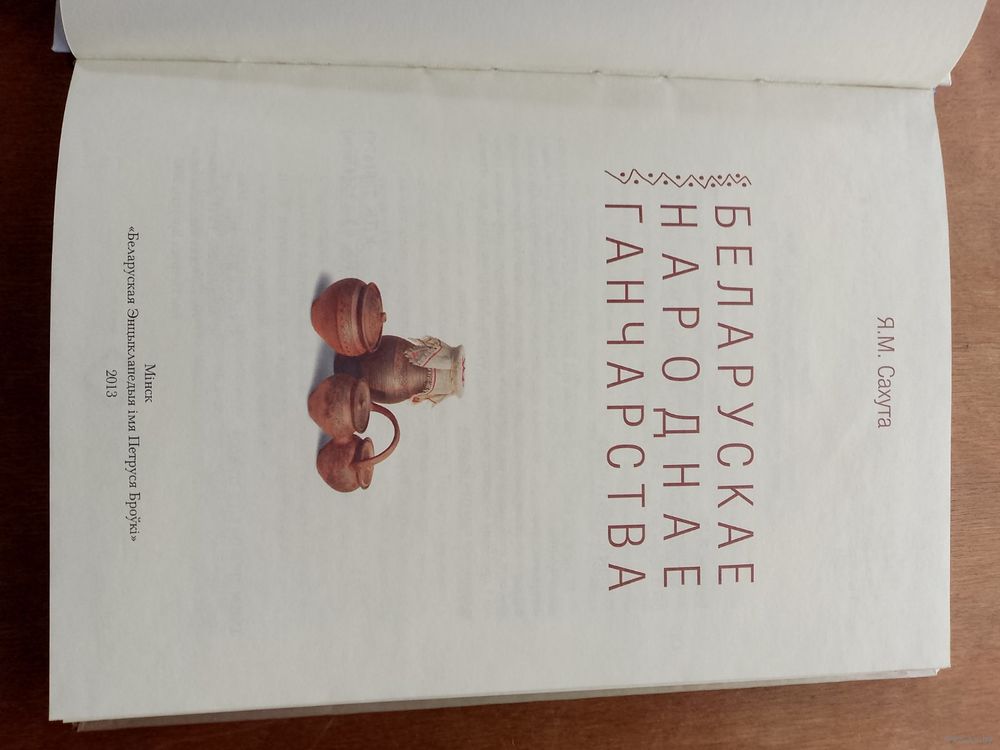 Я.М. Сахута
БЕЛАРУСКАЕ
НАРОДНАЕ
ГАНЧАРСТВА
Мінск
«Беларуская Энцыклапедыя імя Петруся Броўкі»
2013